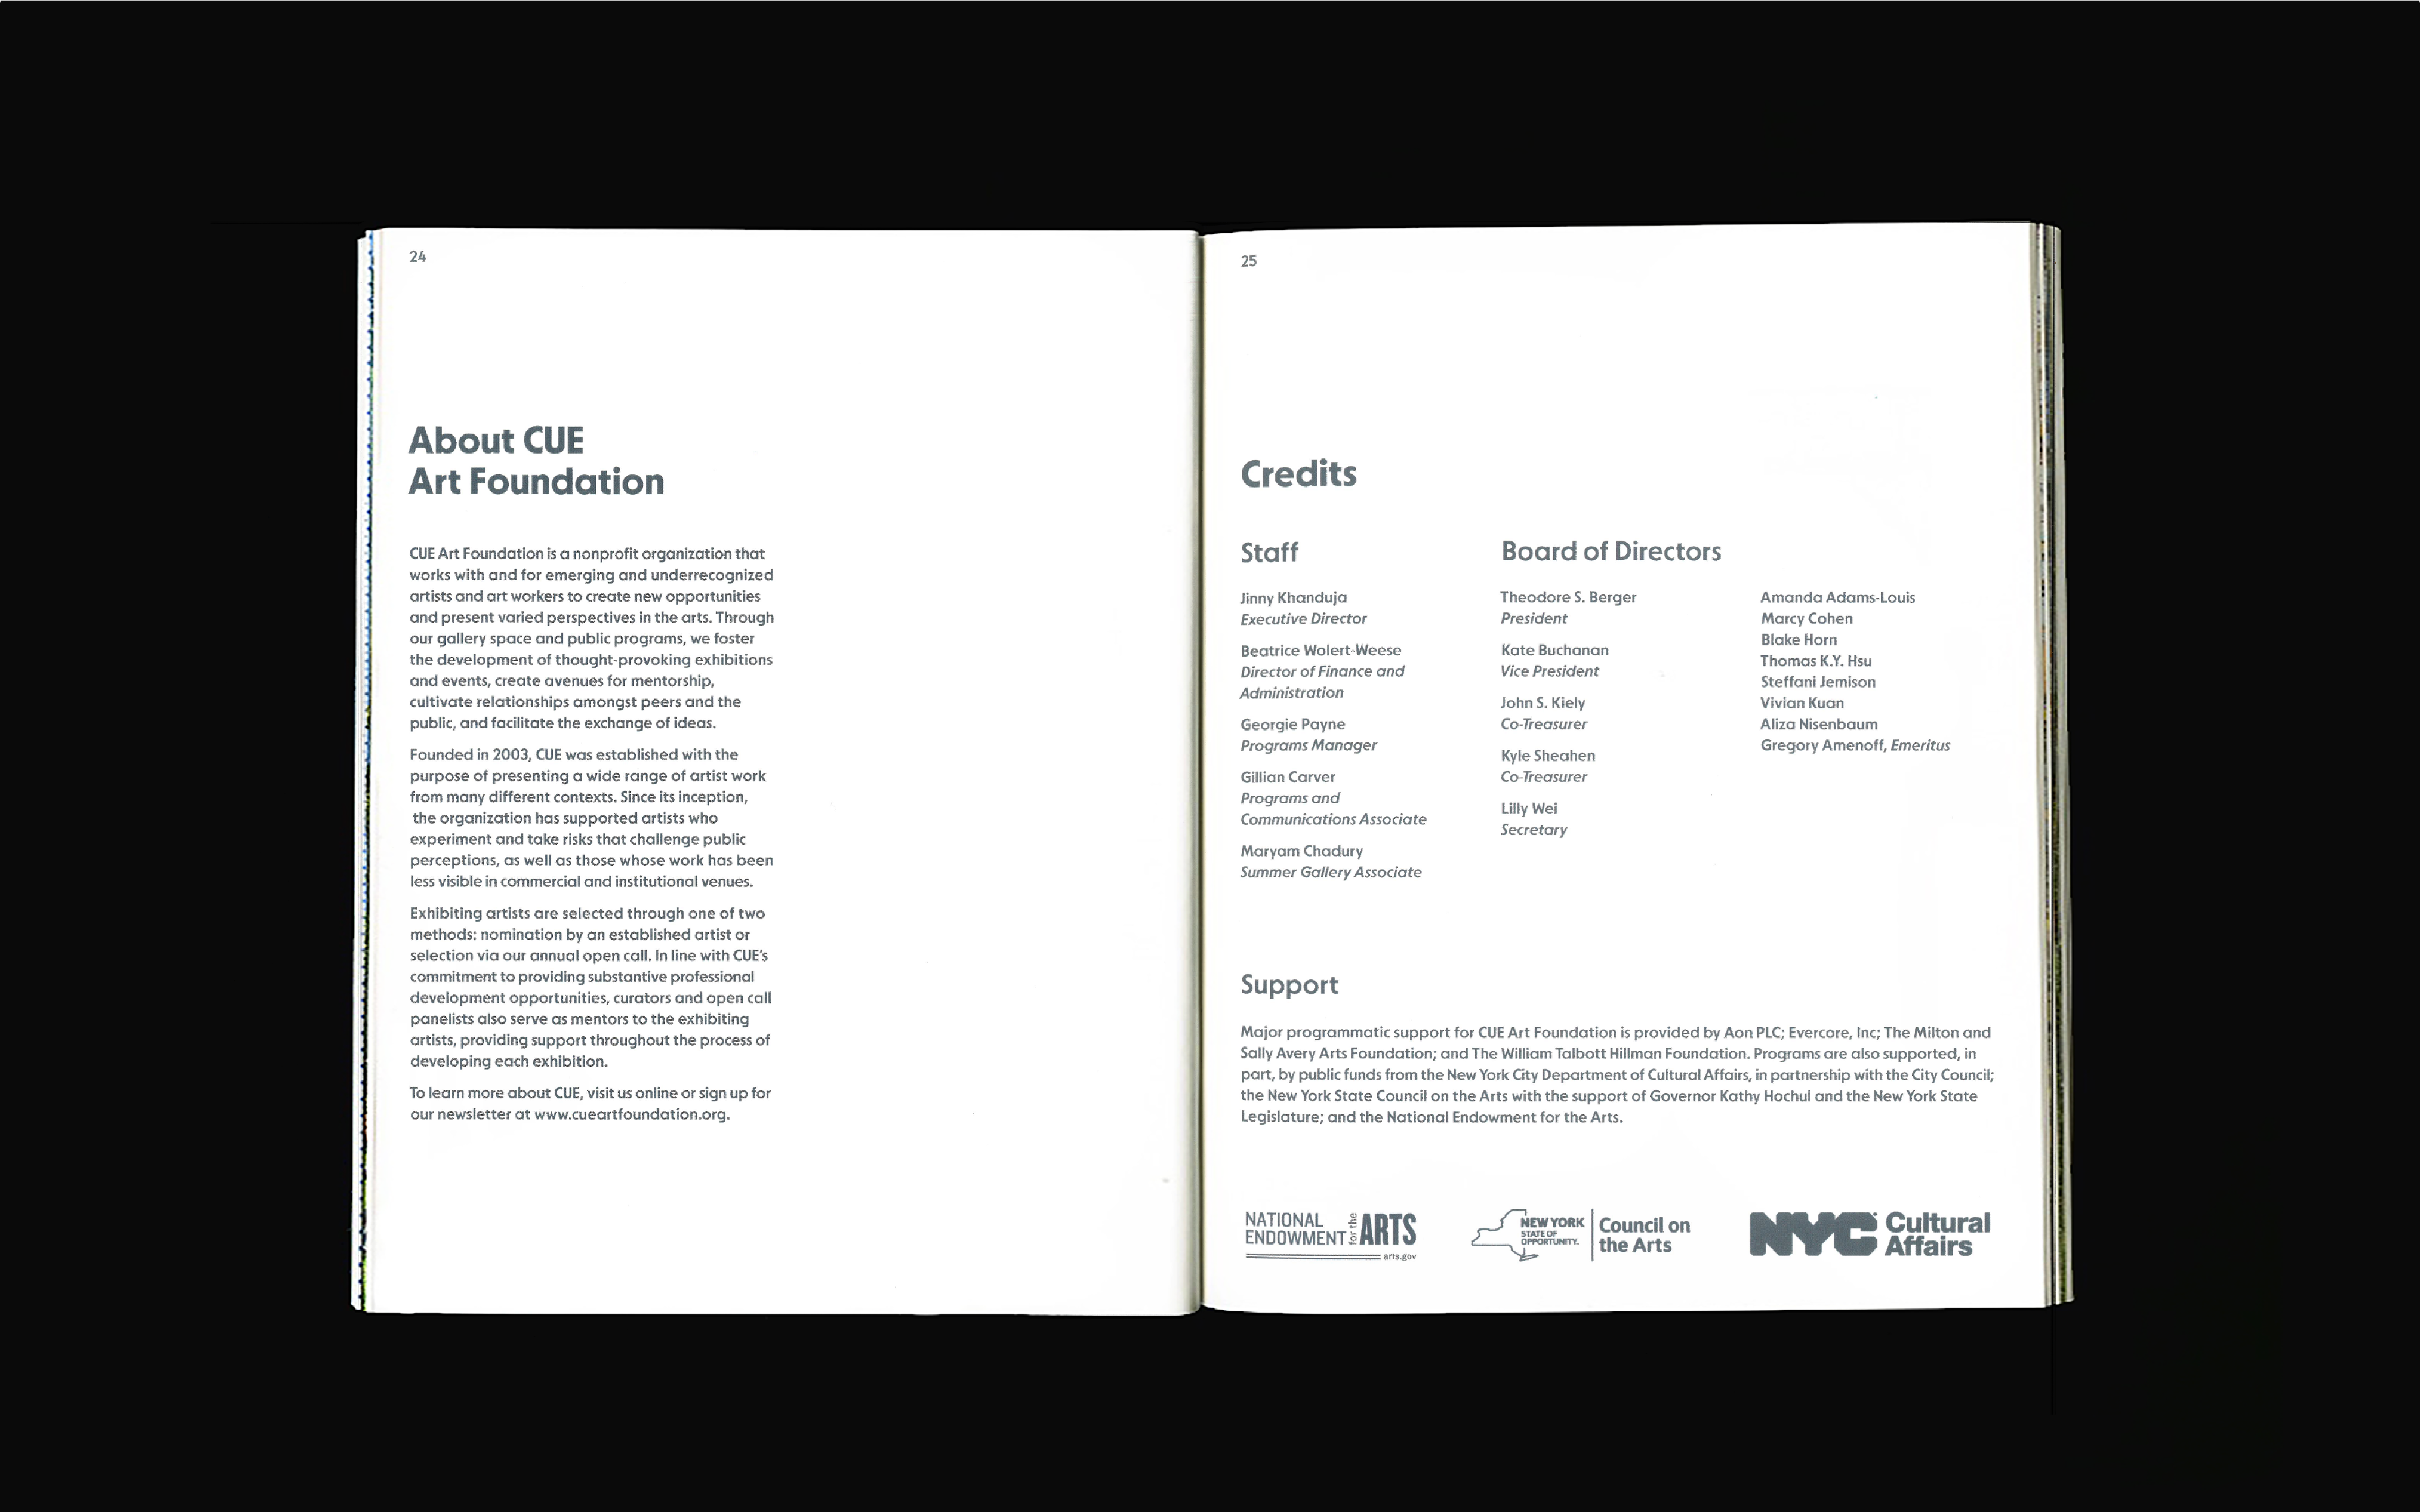 24
About CUE
Art Foundation
CUE Art Foundation is a nonprofit organization that
works with and for emerging and underrecognized
artists and art workers to create new opportunities
and present varied perspectives in the arts. Through
our gallery space and public programs, we foster
the development of thought-provoking exhibitions
and events, create avenues for mentorship,
cultivate relationships amongst peers and the
public, and facilitate the exchange of ideas.
Founded in 2003, CUE was established with the
purpose of presenting a wide range of artist work
from many different contexts. Since its inception,
the organization has supported artists who
experiment and take risks that challenge public
perceptions, as well as those whose work has been
less visible in commercial and institutional venues.
Exhibiting artists are selected through one of two
methods: nomination by an established artist or
selection via our annual open call. In line with CUE's
commitment to providing substantive professional
development opportunities, curators and open call
panelists also serve as mentors to the exhibiting
artists, providing support throughout the process of
developing each exhibition.
To learn more about CUE, visit us online or sign up for
our newsletter at www.cueartfoundation.org.
25
Credits
Staff
Jinny Khanduja
Executive Director
Beatrice Wolert-Weese
Director of Finance and
Administration
Georgie Payne
Programs Manager
Gillian Carver
Programs and
Communications Associate
Maryam Chadury
Summer Gallery Associate
Board of Directors
Theodore S. Berger
President
Kate Buchanan
Vice President
John S. Kiely
Co-Treasurer
Kyle Sheahen
Co-Treasurer
Lilly Wei
Secretary
Amanda Adams-Louis
Marcy Cohen
Blake Horn
Thomas K.Y. Hsu
Steffani Jemison
Vivian Kuan
Aliza Nisenbaum
Gregory Amenoff, Emeritus
Support
Major programmatic support for CUE Art Foundation is provided by Aon PLC; Evercore, Inc; The Milton and
Sally Avery Arts Foundation; and The William Talbott Hillman Foundation. Programs are also supported, in
part, by public funds from the New York City Department of Cultural Affairs, in partnership with the City Council;
the New York State Council on the Arts with the support of Governor Kathy Hochul and the New York State
Legislature; and the National Endowment for the Arts.
NATIONAL
ENDOWMENT for the ARTS
arts.gov
NEW YORK
STATE OF
OPPORTUNITY.
Council on
the Arts
NYC Cultural
Affairs